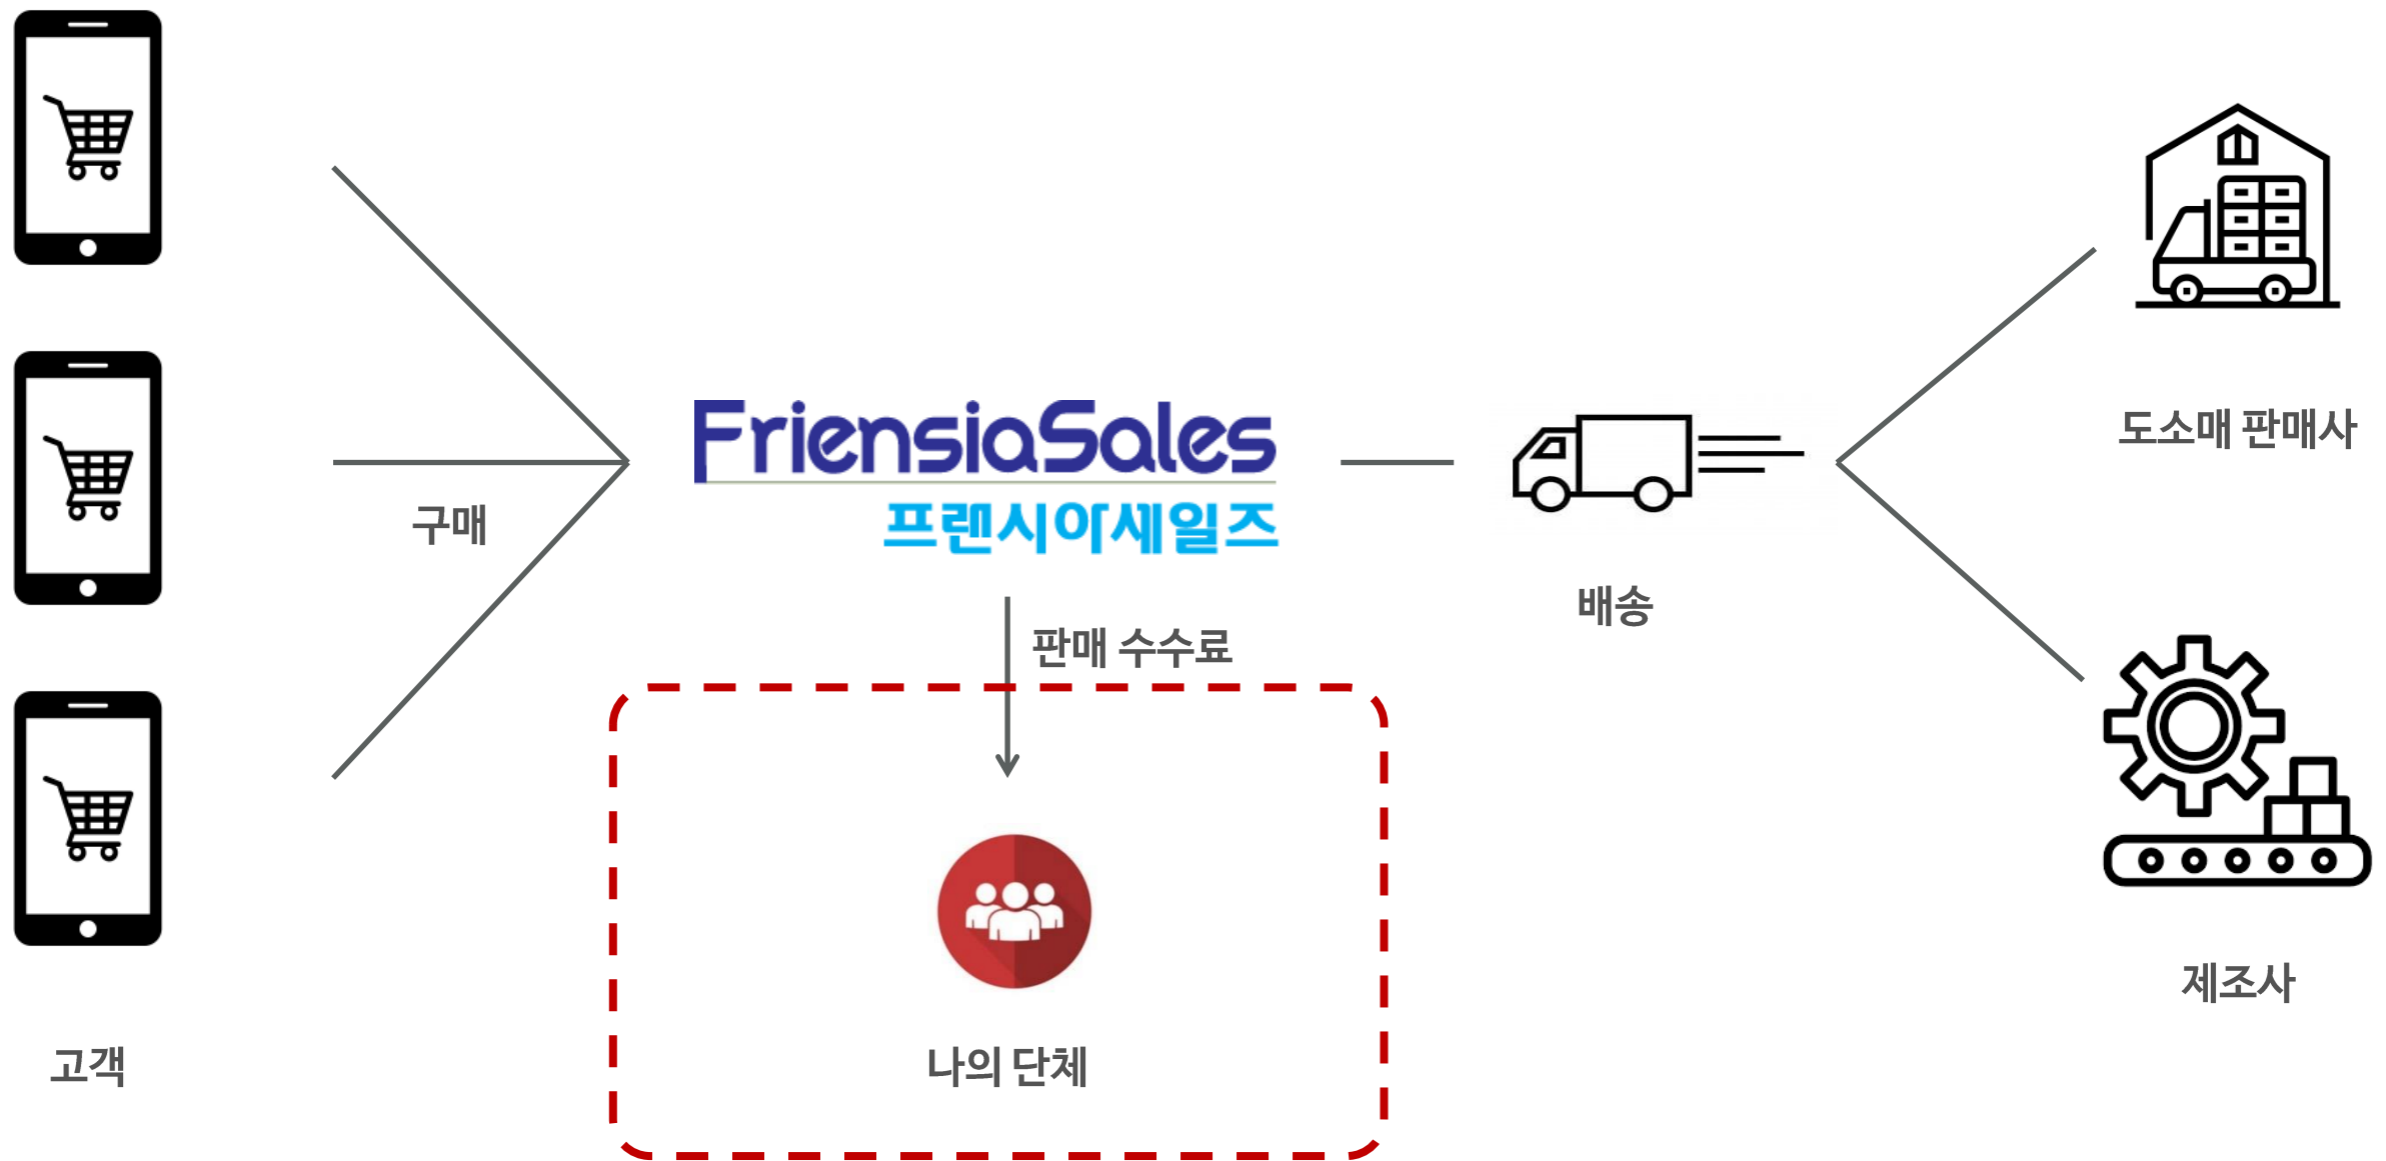 FriensiaSales
프렌시아세일즈
구매
판매 수수료
배송
도소매 판매사
제조사
고객
나의 단체